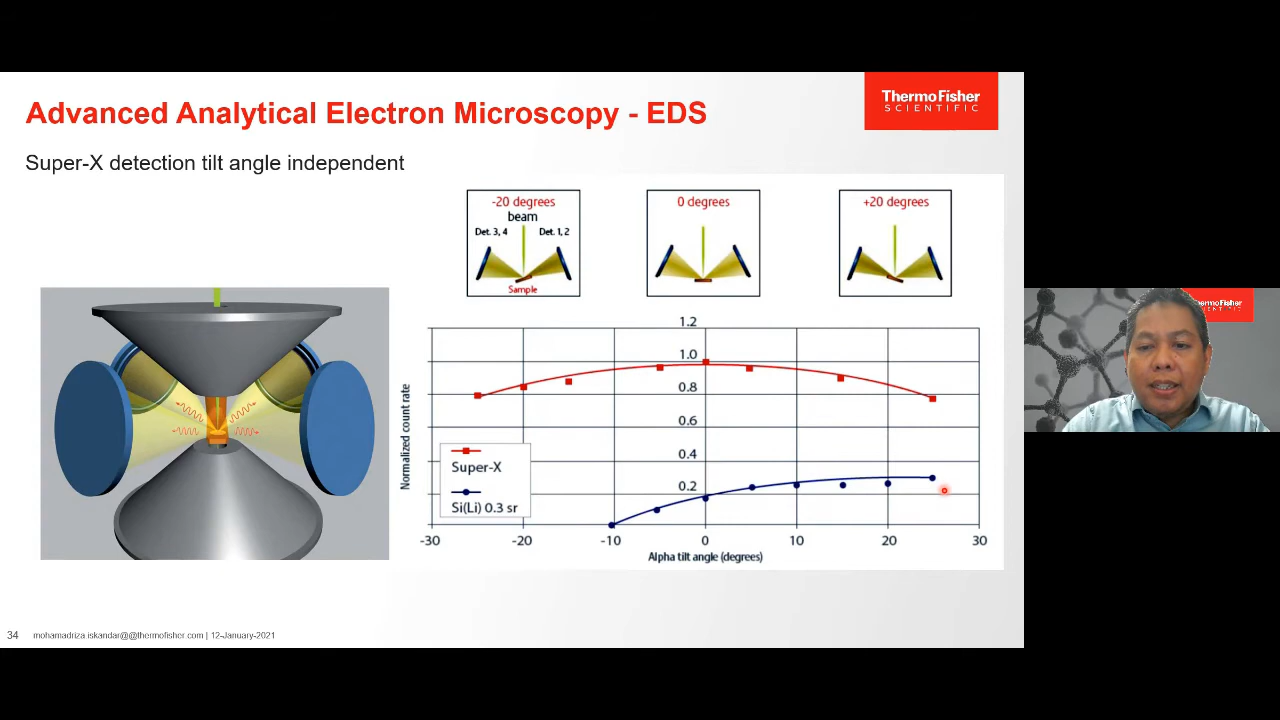 Advanced Analytical Electron Microscopy - EDS
ThermoFisher
SCIENTIFIC
Super-X detection tilt angle independent
-20 degrees
beam
Det. 3, 4
Det. 1, 2
Sample
0 degrees
+20 degrees
1.2
1.0
0.8
0.6
0.4
0.2
Normalized count rate
Super-X
Si(Li) 0.3 sr
-30
-20
-10
0
10
20
30
Alpha tilt angle (degrees)
34
mohamadriza.iskandar@@thermofisher.com | 12-January-2021